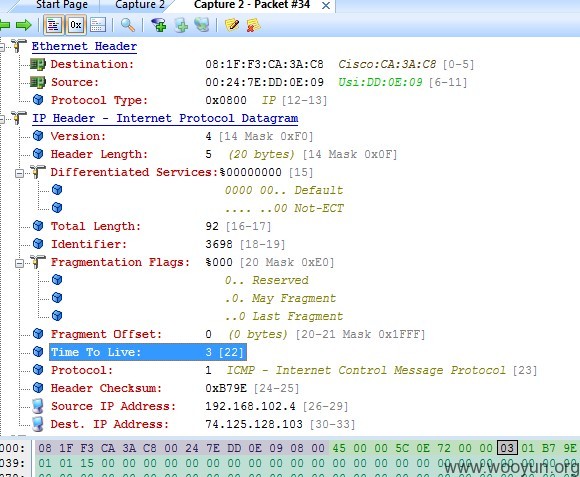 Start Page Capture 2 Capture 2 - Packet #34
Ethernet Header
Destination: 08:1F:F3:CA:3A:C8 Cisco:CA:3A:C8 [0-5]
Source: 00:24:7E:DD:0E:09 Usi:DD:0E:09 [6-11]
Protocol Type: 0x0800 IP [12-13]
IP Header - Internet Protocol Datagram
Version: 4 [14 Mask 0xF0]
Header Length: 5 (20 bytes) [14 Mask 0x0F]
Differentiated Services: %00000000 [15]
0000 00.. Default
.... ..00 Not-ECT
Total Length: 92 [16-17]
Identifier: 3698 [18-19]
Fragmentation Flags: %000 [20 Mask 0xE0]
0.. Reserved
.0. May Fragment
..0 Last Fragment
Fragment Offset: 0 (0 bytes) [20-21 Mask 0x1FFF]
Time To Live: 3 [22]
Protocol: 1 ICMP - Internet Control Message Protocol [23]
Header Checksum: 0xB79E [24-25]
Source IP Address: 192.168.102.4 [26-29]
Dest. IP Address: 74.125.128.103 [30-33]
000: 08 1F F3 CA 3A C8 00 24 7E DD 0E 09 08 00 45 00 00 5C 0E 72 00 00 03 01 B7 9E
039: 01 01 15 00 00 00 00 00 00 00 00 00 00 00 00 00 00 00
www.wooyun.org